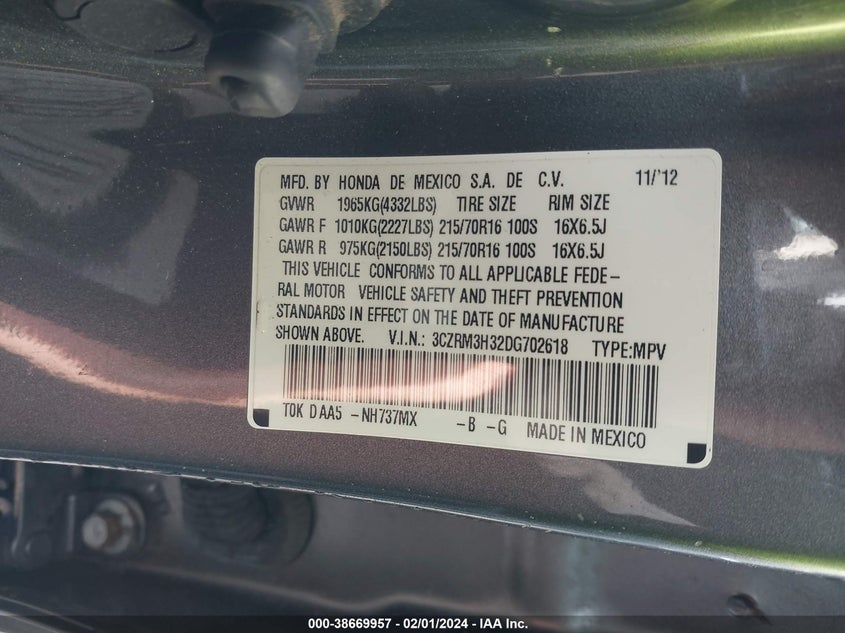 MFD. BY HONDA DE MEXICO S.A. DE C.V. 11/'12
GVWR 1965KG(4332LBS) TIRE SIZE RIM SIZE
GAWR F 1010KG(2227LBS) 215/70R16 100S 16X6.5J
GAWR R 975KG(2150LBS) 215/70R16 100S 16X6.5J
THIS VEHICLE CONFORMS TO ALL APPLICABLE FEDE-
RAL MOTOR VEHICLE SAFETY AND THEFT PREVENTION
STANDARDS IN EFFECT ON THE DATE OF MANUFACTURE
SHOWN ABOVE. V.I.N.: 3CZRM3H32DG702618 TYPE:MPV
T0K D AA5 -NH737MX -B -G MADE IN MEXICO
000-38669957 - 02/01/2024 - IAA Inc.